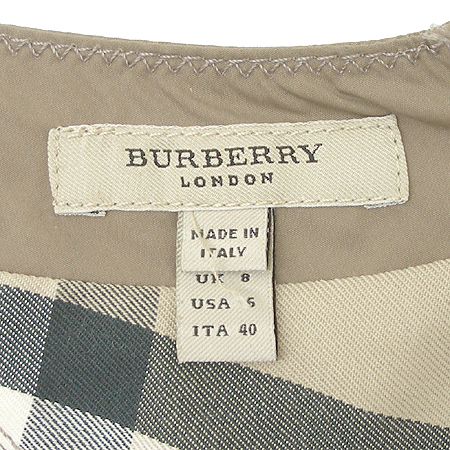 BURBERRY
LONDON
MADE IN
ITALY
UK 8
USA 6
ITA 40